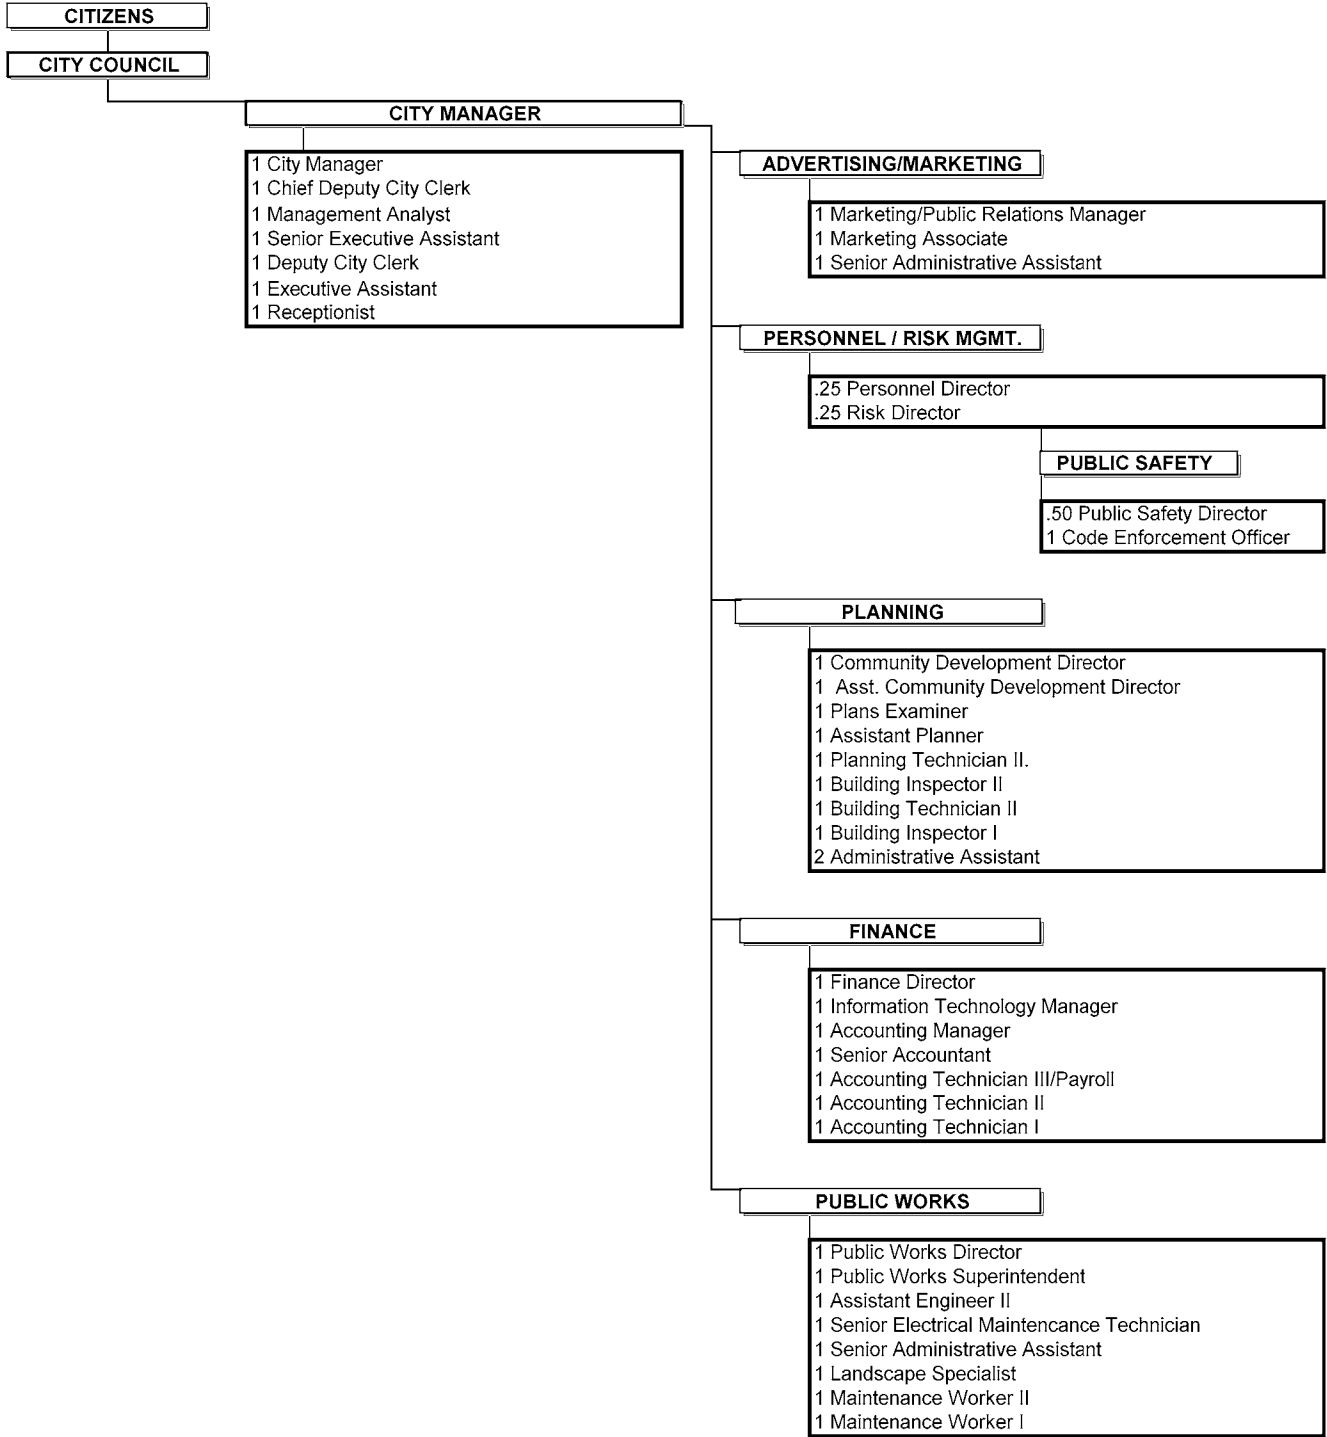 CITIZENS
CITY COUNCIL
CITY MANAGER
1 City Manager
1 Chief Deputy City Clerk
1 Management Analyst
1 Senior Executive Assistant
1 Deputy City Clerk
1 Executive Assistant
1 Receptionist
ADVERTISING/MARKETING
1 Marketing/Public Relations Manager
1 Marketing Associate
1 Senior Administrative Assistant
PERSONNEL / RISK MGMT.
.25 Personnel Director
.25 Risk Director
PUBLIC SAFETY
.50 Public Safety Director
1 Code Enforcement Officer
PLANNING
1 Community Development Director
1 Asst. Community Development Director
1 Plans Examiner
1 Assistant Planner
1 Planning Technician II.
1 Building Inspector II
1 Building Technician II
1 Building Inspector I
2 Administrative Assistant
FINANCE
1 Finance Director
1 Information Technology Manager
1 Accounting Manager
1 Senior Accountant
1 Accounting Technician III/Payroll
1 Accounting Technician II
1 Accounting Technician I
PUBLIC WORKS
1 Public Works Director
1 Public Works Superintendent
1 Assistant Engineer II
1 Senior Electrical Maintencance Technician
1 Senior Administrative Assistant
1 Landscape Specialist
1 Maintenance Worker II
1 Maintenance Worker I